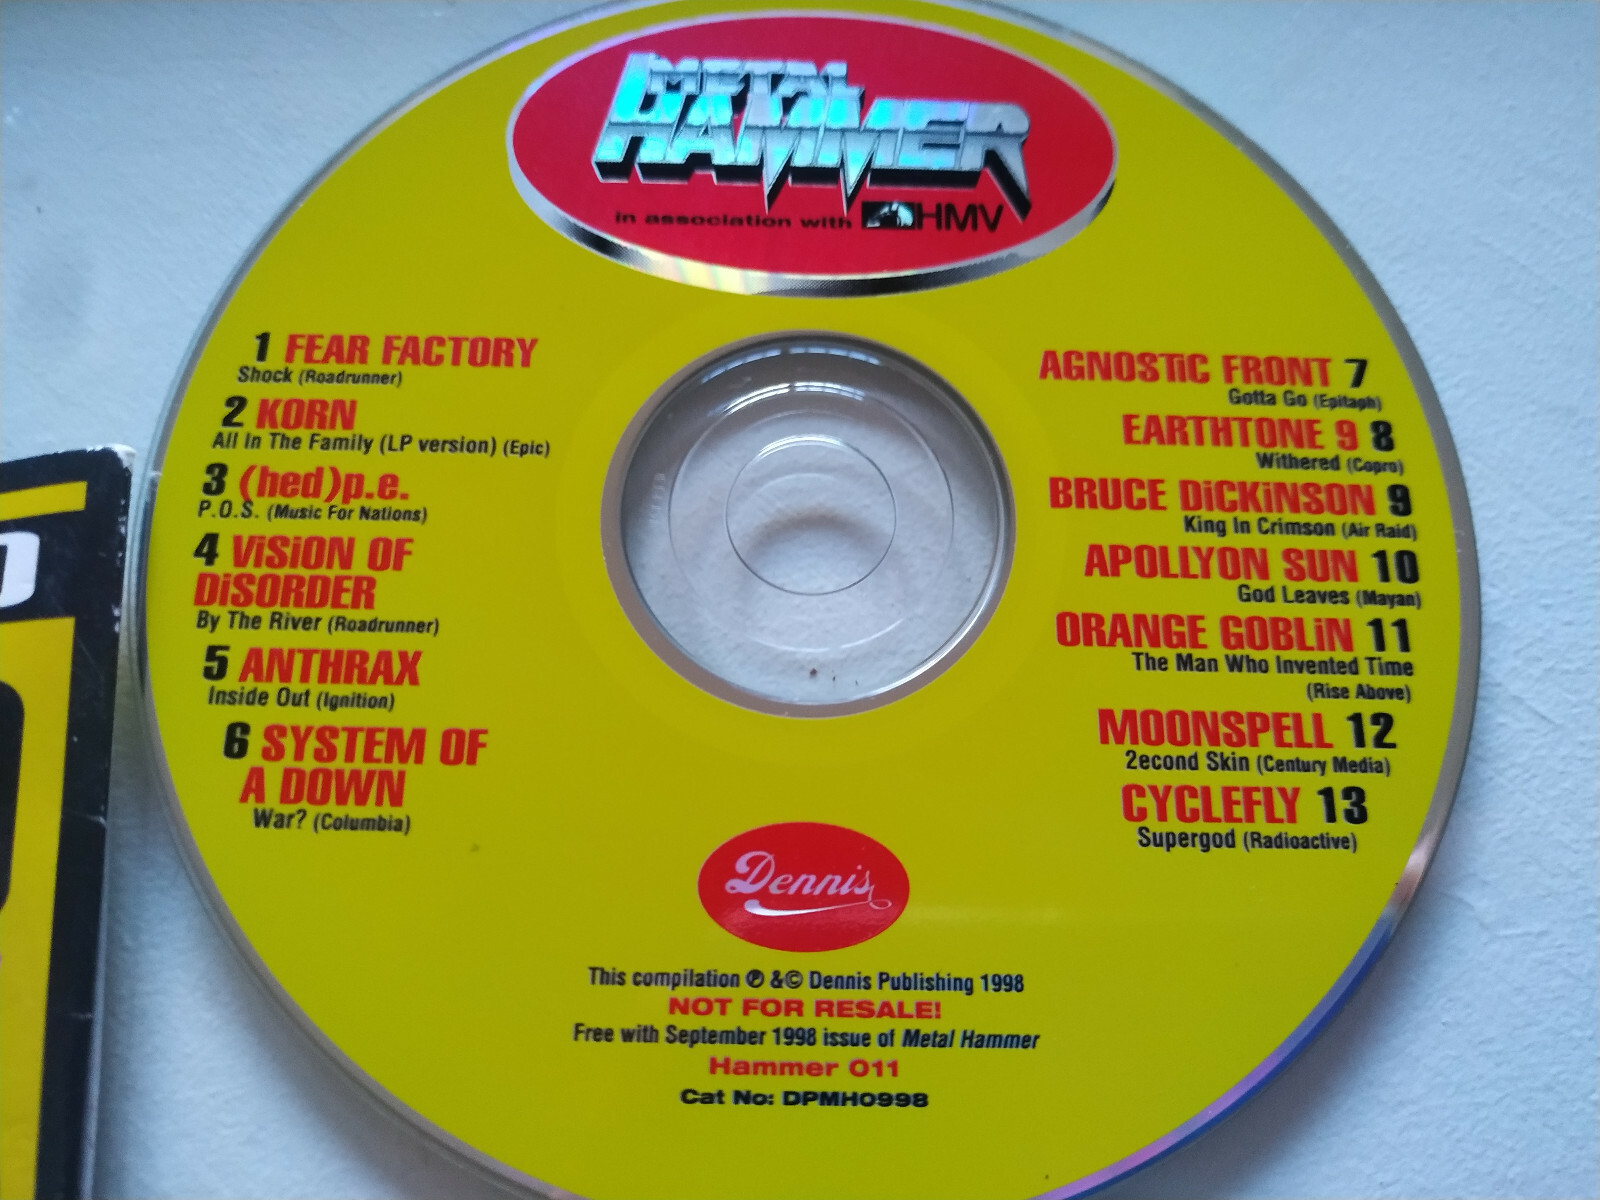 METAL
HAMMER
in association with HMV
1 FEAR FACTORY
Shock (Roadrunner)
2 KORN
All In The Family (LP version) (Epic)
3 (hed)p.e.
P.O.S. (Music For Nations)
4 ViSiON OF
DiSORDER
By The River (Roadrunner)
5 ANTHRAX
Inside Out (Ignition)
6 SYSTEM OF
A DOWN
War? (Columbia)
AGNOSTiC FRONT 7
Gotta Go (Epitaph)
EARTHTONE 9 8
Withered (Copro)
BRUCE DiCKiNSON 9
King In Crimson (Air Raid)
APOLLYON SUN 10
God Leaves (Mayan)
ORANGE GOBLiN 11
The Man Who Invented Time
(Rise Above)
MOONSPELL 12
2econd Skin (Century Media)
CYCLEFLY 13
Supergod (Radioactive)
Dennis
This compilation ℗ &© Dennis Publishing 1998
NOT FOR RESALE!
Free with September 1998 issue of Metal Hammer
Hammer 011
Cat No: DPMH0998